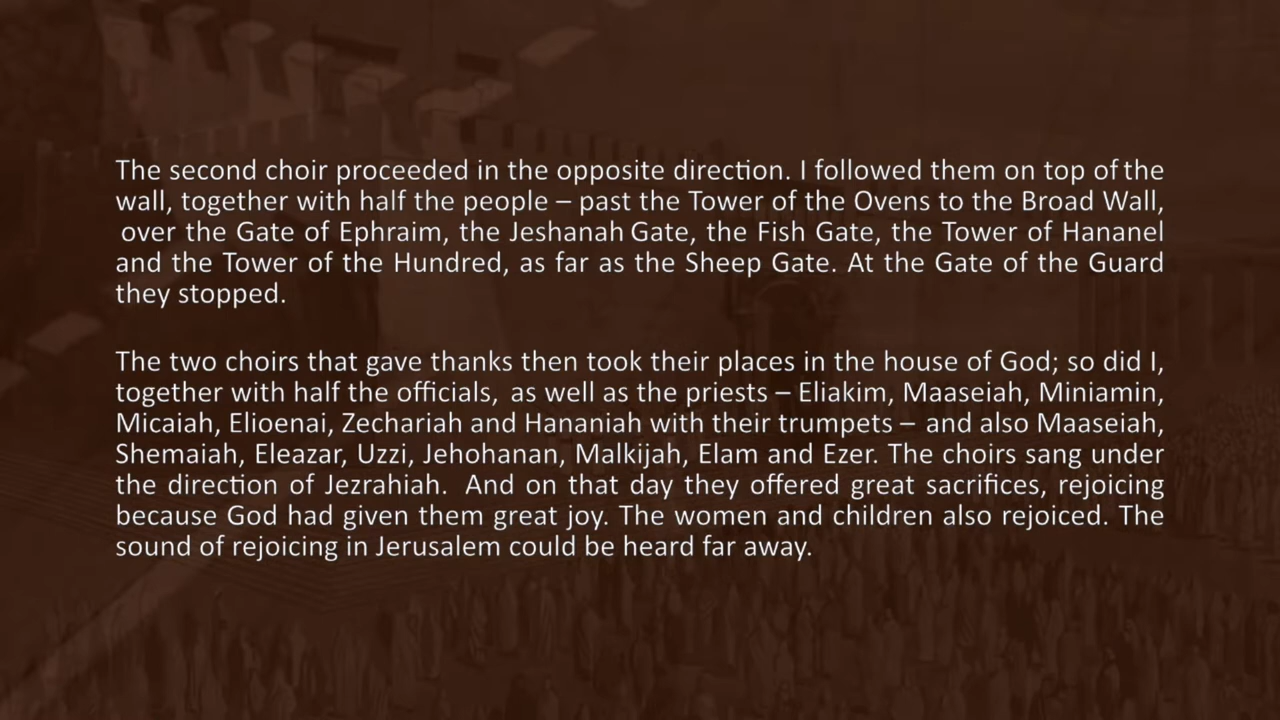 The second choir proceeded in the opposite direction. I followed them on top of the
wall, together with half the people – past the Tower of the Ovens to the Broad Wall,
over the Gate of Ephraim, the Jeshanah Gate, the Fish Gate, the Tower of Hananel
and the Tower of the Hundred, as far as the Sheep Gate. At the Gate of the Guard
they stopped.
The two choirs that gave thanks then took their places in the house of God; so did I,
together with half the officials, as well as the priests – Eliakim, Maaseiah, Miniamin,
Micaiah, Elioenai, Zechariah and Hananiah with their trumpets – and also Maaseiah,
Shemaiah, Eleazar, Uzzi, Jehohanan, Malkijah, Elam and Ezer. The choirs sang under
the direction of Jezrahiah. And on that day they offered great sacrifices, rejoicing
because God had given them great joy. The women and children also rejoiced. The
sound of rejoicing in Jerusalem could be heard far away.